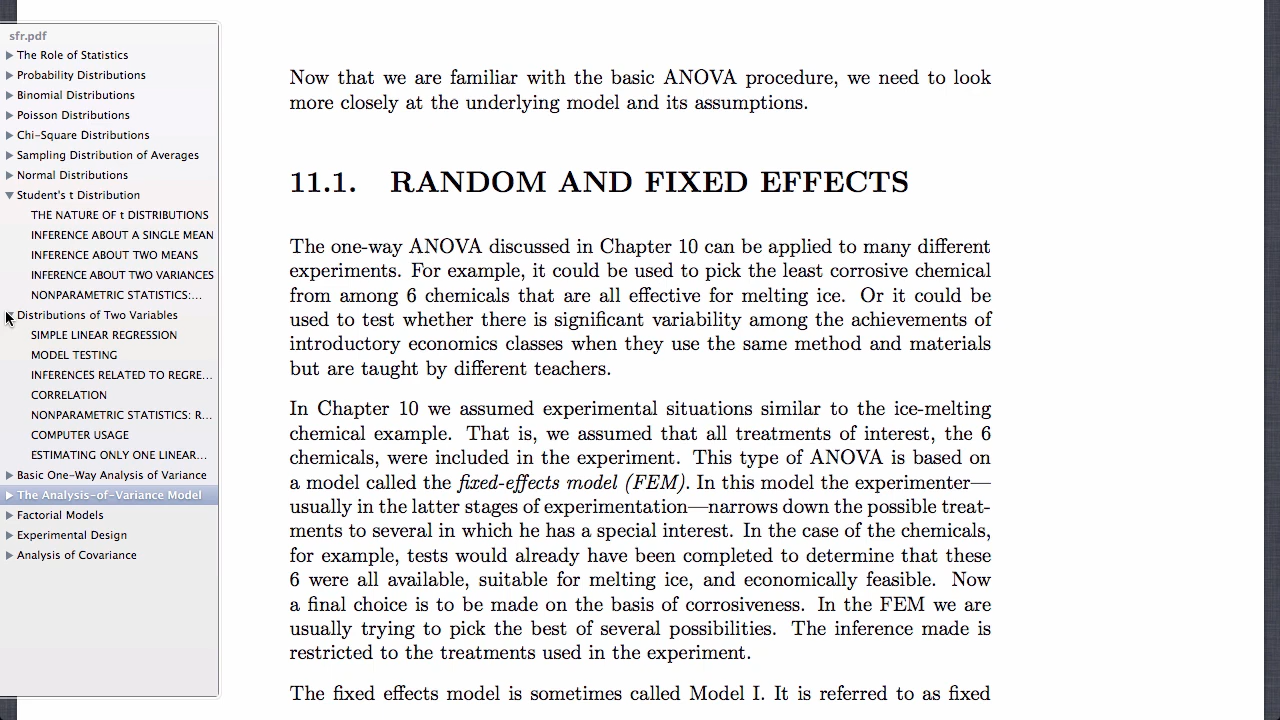 sfr.pdf
The Role of Statistics
Probability Distributions
Binomial Distributions
Poisson Distributions
Chi-Square Distributions
Sampling Distribution of Averages
Normal Distributions
Student's t Distribution
THE NATURE OF t DISTRIBUTIONS
INFERENCE ABOUT A SINGLE MEAN
INFERENCE ABOUT TWO MEANS
INFERENCE ABOUT TWO VARIANCES
NONPARAMETRIC STATISTICS:...
Distributions of Two Variables
SIMPLE LINEAR REGRESSION
MODEL TESTING
INFERENCES RELATED TO REGRE...
CORRELATION
NONPARAMETRIC STATISTICS: R...
COMPUTER USAGE
ESTIMATING ONLY ONE LINEAR...
Basic One-Way Analysis of Variance
The Analysis-of-Variance Model
Factorial Models
Experimental Design
Analysis of Covariance
Now that we are familiar with the basic ANOVA procedure, we need to look
more closely at the underlying model and its assumptions.
11.1. RANDOM AND FIXED EFFECTS
The one-way ANOVA discussed in Chapter 10 can be applied to many different
experiments. For example, it could be used to pick the least corrosive chemical
from among 6 chemicals that are all effective for melting ice. Or it could be
used to test whether there is significant variability among the achievements of
introductory economics classes when they use the same method and materials
but are taught by different teachers.
In Chapter 10 we assumed experimental situations similar to the ice-melting
chemical example. That is, we assumed that all treatments of interest, the 6
chemicals, were included in the experiment. This type of ANOVA is based on
a model called the fixed-effects model (FEM). In this model the experimenter—
usually in the latter stages of experimentation—narrows down the possible treat-
ments to several in which he has a special interest. In the case of the chemicals,
for example, tests would already have been completed to determine that these
6 were all available, suitable for melting ice, and economically feasible. Now
a final choice is to be made on the basis of corrosiveness. In the FEM we are
usually trying to pick the best of several possibilities. The inference made is
restricted to the treatments used in the experiment.
The fixed effects model is sometimes called Model I. It is referred to as fixed